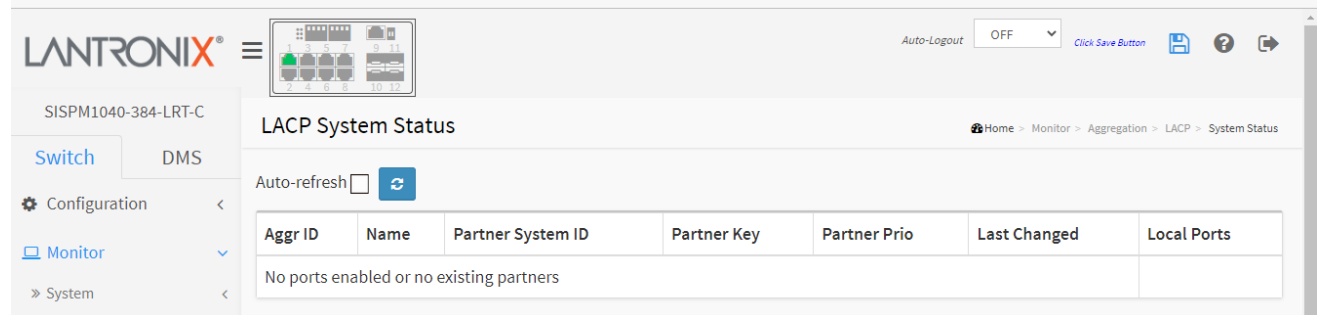 LANTRONIX®
1 3 5 7 9 11
2 4 6 8 10 12
Auto-Logout OFF Click Save Button
SISPM1040-384-LRT-C
Switch DMS
Configuration
Monitor
» System
LACP System Status
Home > Monitor > Aggregation > LACP > System Status
Auto-refresh
Aggr ID Name Partner System ID Partner Key Partner Prio Last Changed Local Ports
No ports enabled or no existing partners